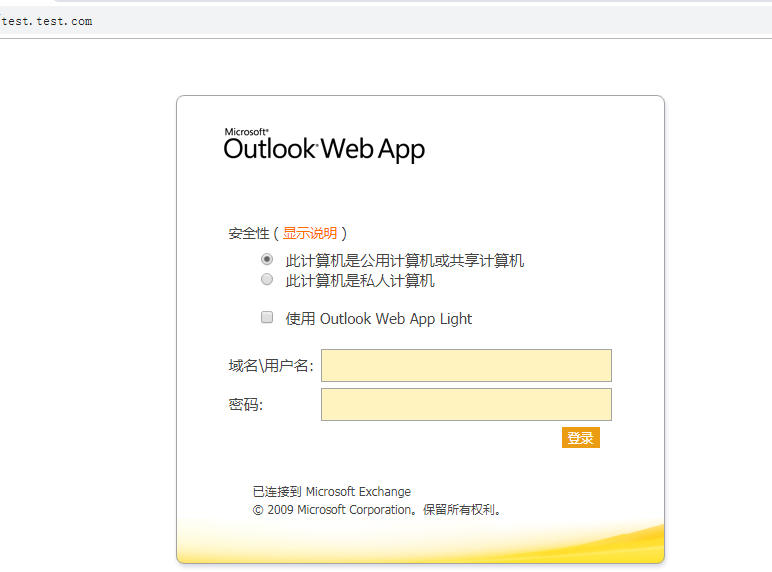 test.test.com
Microsoft®
Outlook® Web App
安全性 ( 显示说明 )
此计算机是公用计算机或共享计算机
此计算机是私人计算机
使用 Outlook Web App Light
域名\用户名:
密码:
登录
已连接到 Microsoft Exchange
© 2009 Microsoft Corporation。保留所有权利。